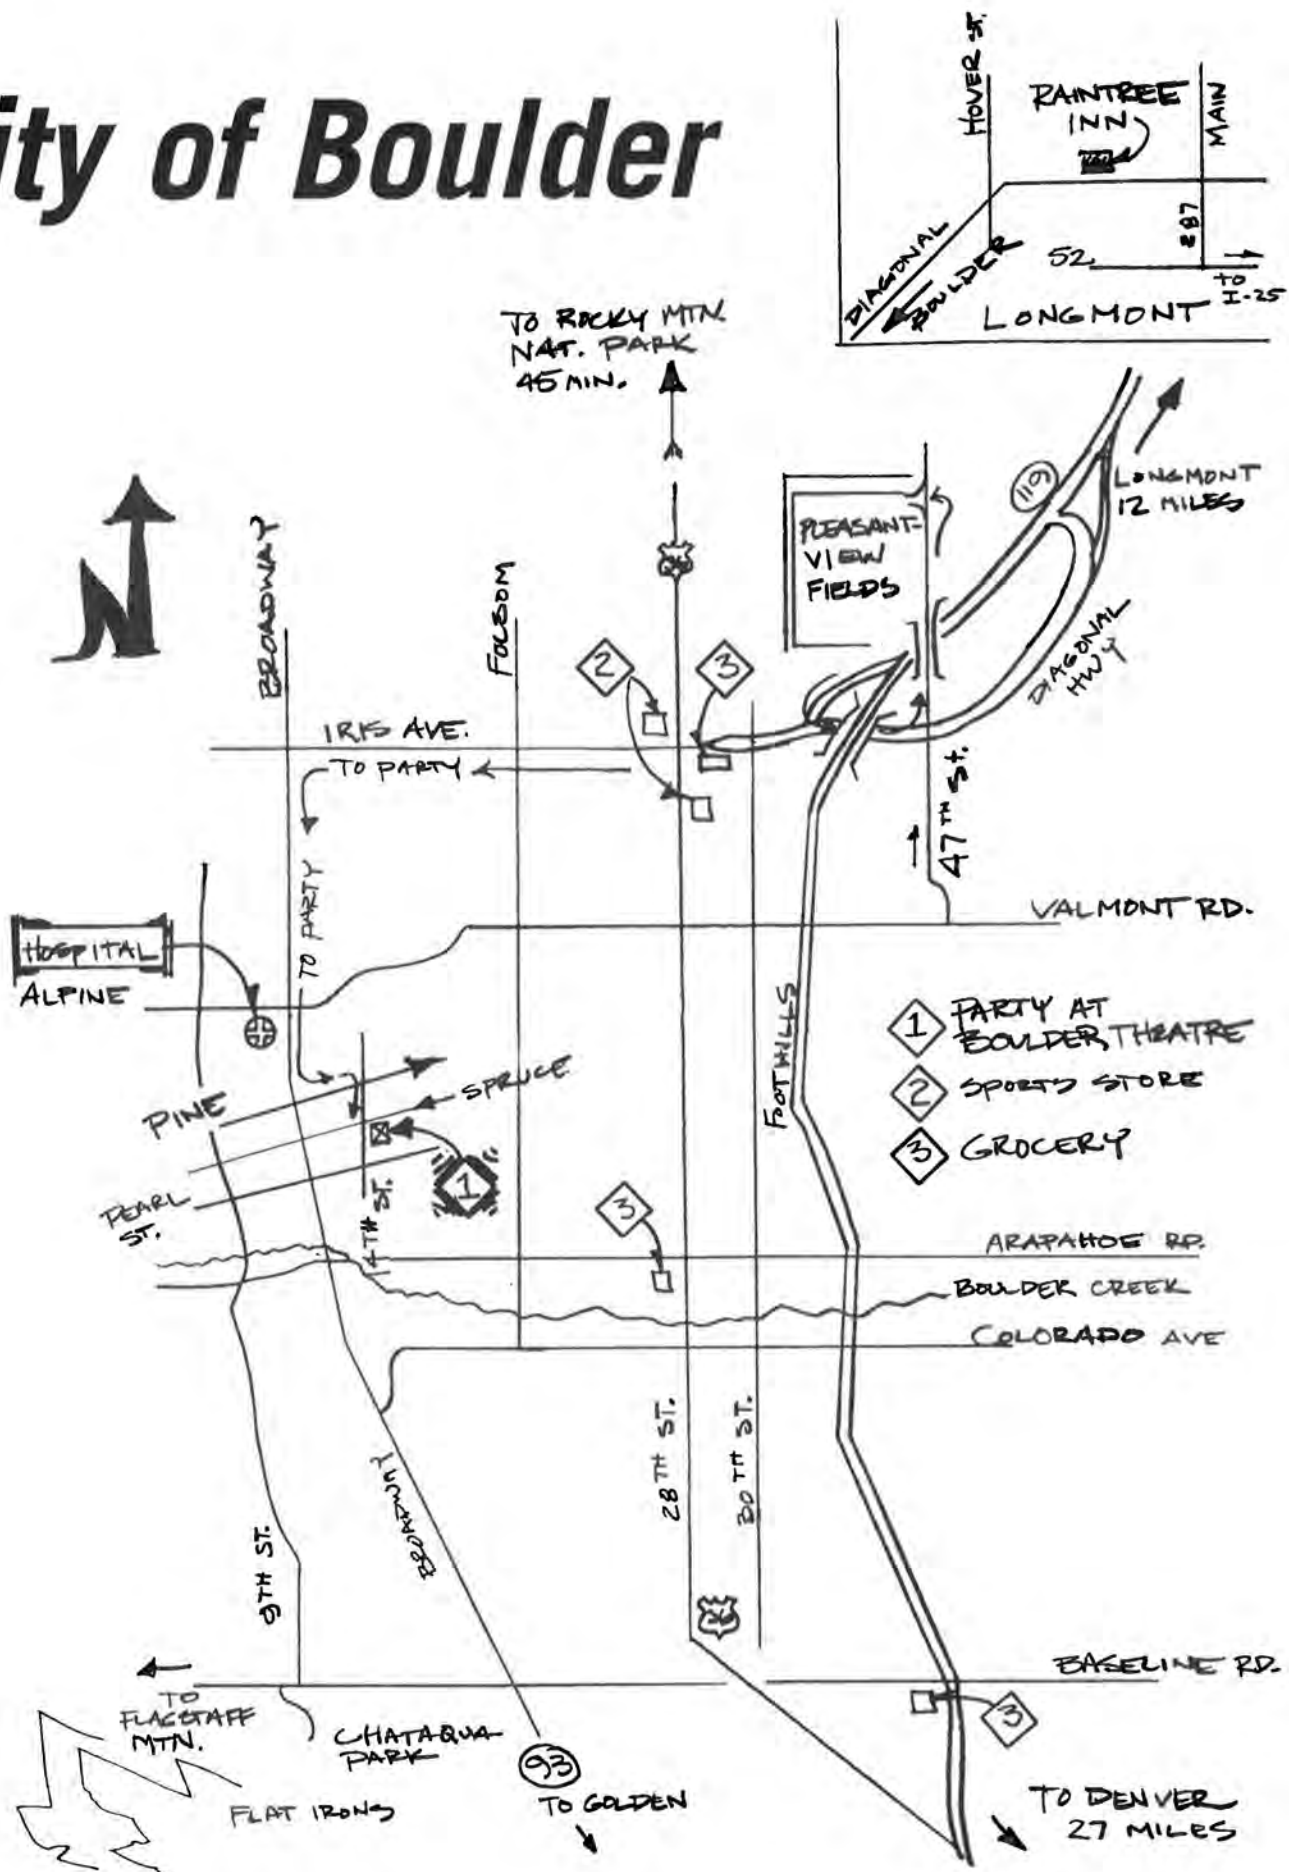 ity of Boulder
HOVER ST.
RAINTREE
INN
MAIN
287
52
TO
I-25
DIAGONAL
BOULDER
LONGMONT
TO ROCKY MTN.
NAT. PARK
45 MIN.
N
BROADWAY
FOLSOM
36
PLEASANT-
VIEW
FIELDS
119
LONGMONT
12 MILES
DIAGONAL
HWY
2
3
IRIS AVE.
TO PARTY
47TH St.
TO PARTY
VALMONT RD.
HOSPITAL
ALPINE
FOOTHILLS
1 PARTY AT
BOULDER THEATRE
2 SPORTS STORE
3 GROCERY
PINE
SPRUCE
PEARL
ST.
1
14TH ST.
3
ARAPAHOE RD.
BOULDER CREEK
COLORADO AVE
28TH ST.
30TH ST.
BROADWAY
9TH ST.
36
BASELINE RD.
TO
FLAGSTAFF
MTN.
CHATAQUA
PARK
3
93
TO GOLDEN
FLAT IRONS
TO DENVER
27 MILES